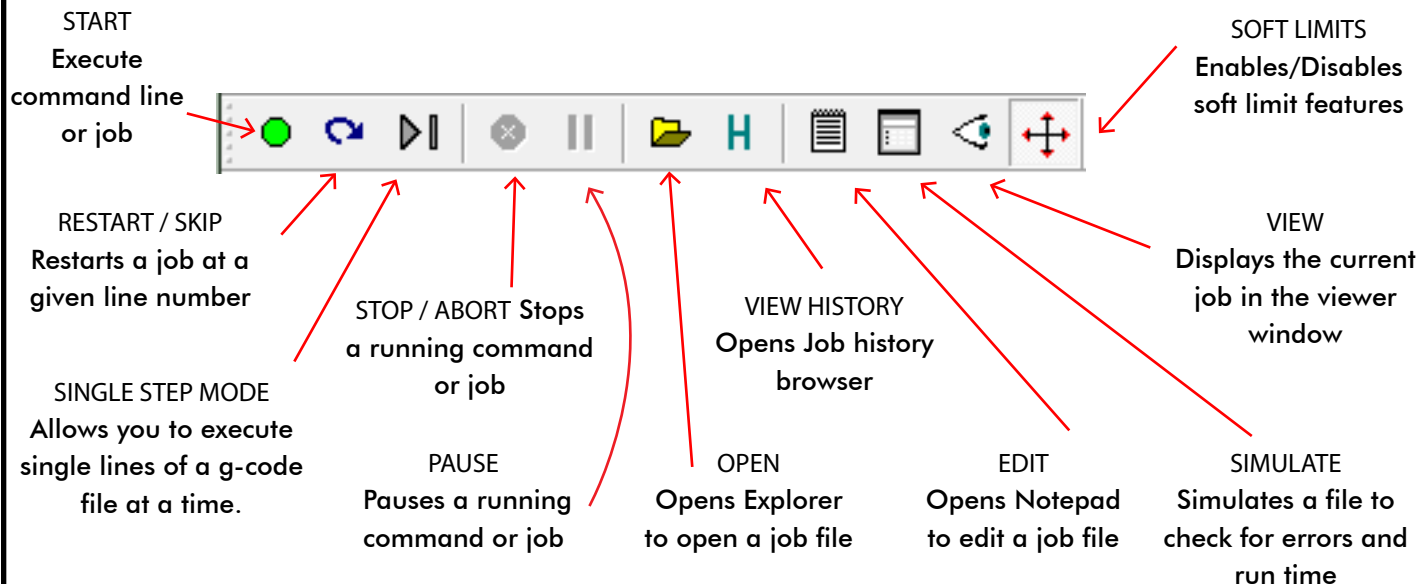 START
Execute
command line
or job
SOFT LIMITS
Enables/Disables
soft limit features
H
RESTART / SKIP
Restarts a job at a
given line number
VIEW
Displays the current
job in the viewer
window
STOP / ABORT Stops
a running command
or job
VIEW HISTORY
Opens Job history
browser
SINGLE STEP MODE
Allows you to execute
single lines of a g-code
file at a time.
PAUSE
Pauses a running
command or job
OPEN
Opens Explorer
to open a job file
EDIT
Opens Notepad
to edit a job file
SIMULATE
Simulates a file to
check for errors and
run time